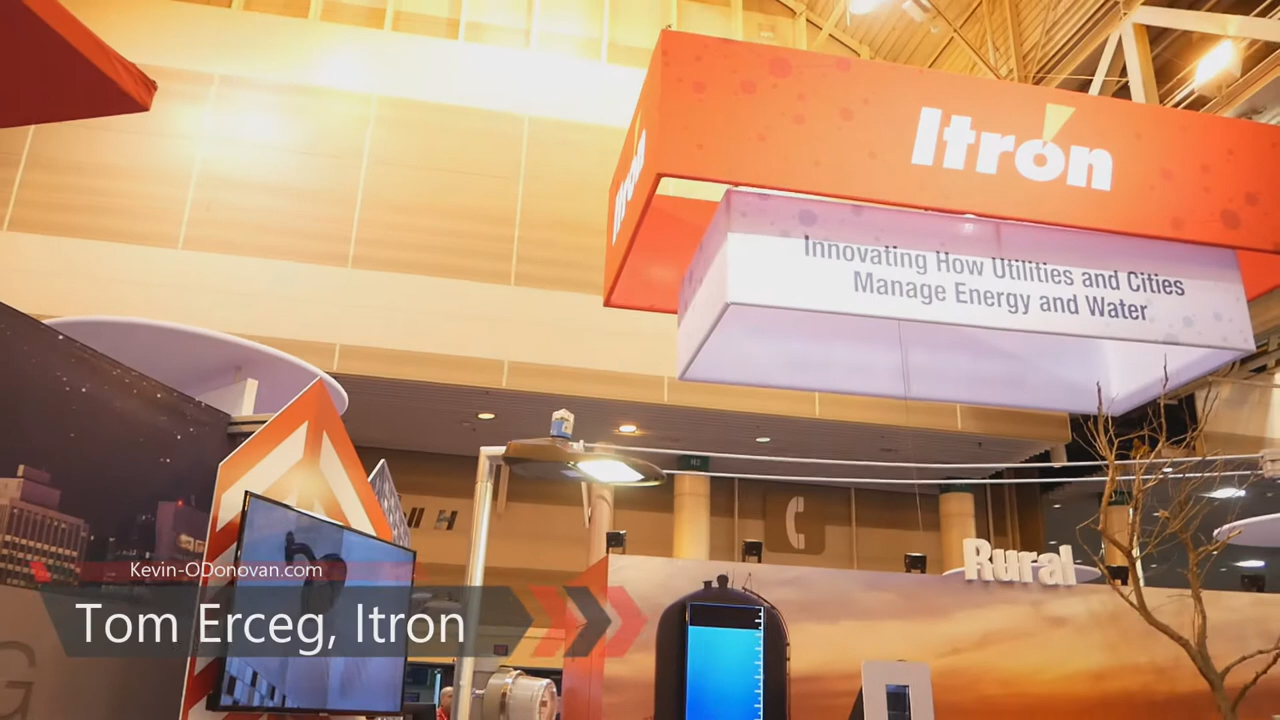 Itron
Itron
Innovating How Utilities and Cities
Manage Energy and Water
Rural
Kevin-ODonovan.com
Tom Erceg, Itron
G